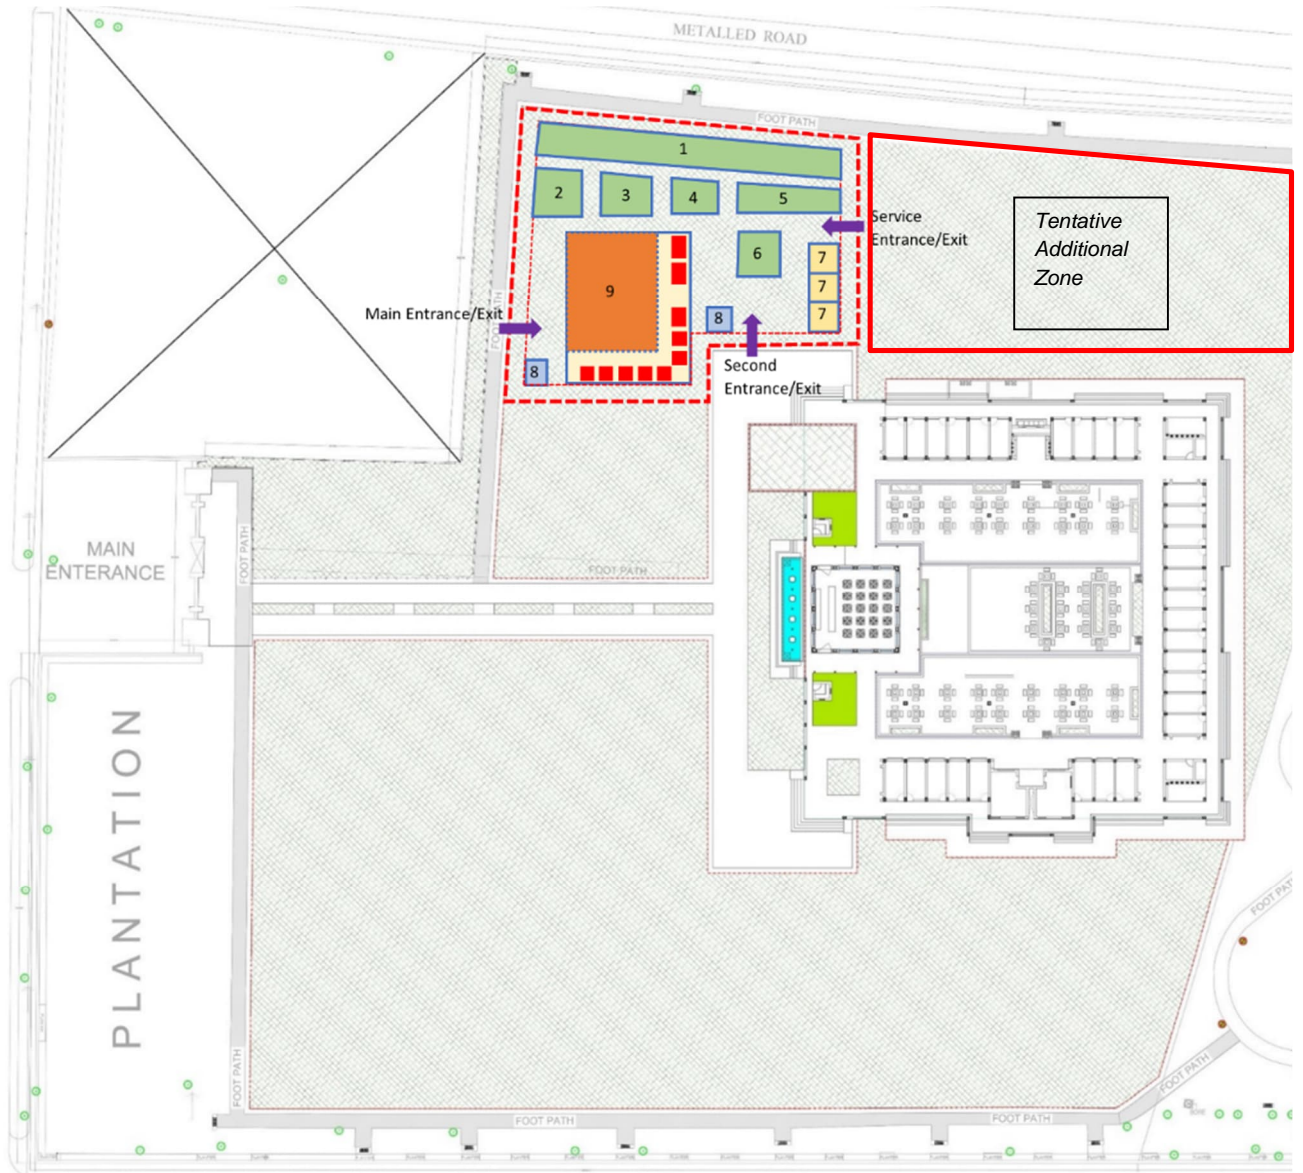 METALLED ROAD
FOOT PATH
1
2
3
4
5
6
Service
Entrance/Exit
7
7
7
9
8
8
Main Entrance/Exit
Second
Entrance/Exit
Tentative
Additional
Zone
FOOT PATH
MAIN
ENTERANCE
FOOT PATH
FOOT PATH
PLANTATION
FOOT PATH
FOOT PATH
FOOT PATH
FOOT PATH
FOOT PATH